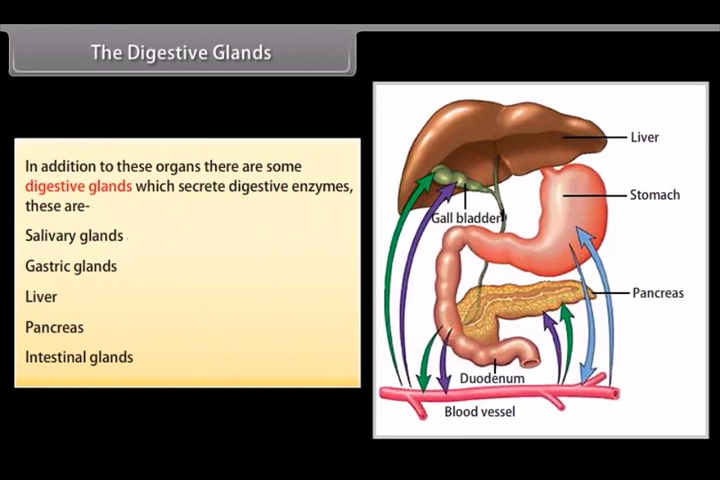 The Digestive Glands
In addition to these organs there are some
digestive glands which secrete digestive enzymes,
these are-
Salivary glands
Gastric glands
Liver
Pancreas
Intestinal glands
Liver
Stomach
Gall bladder
Pancreas
Duodenum
Blood vessel